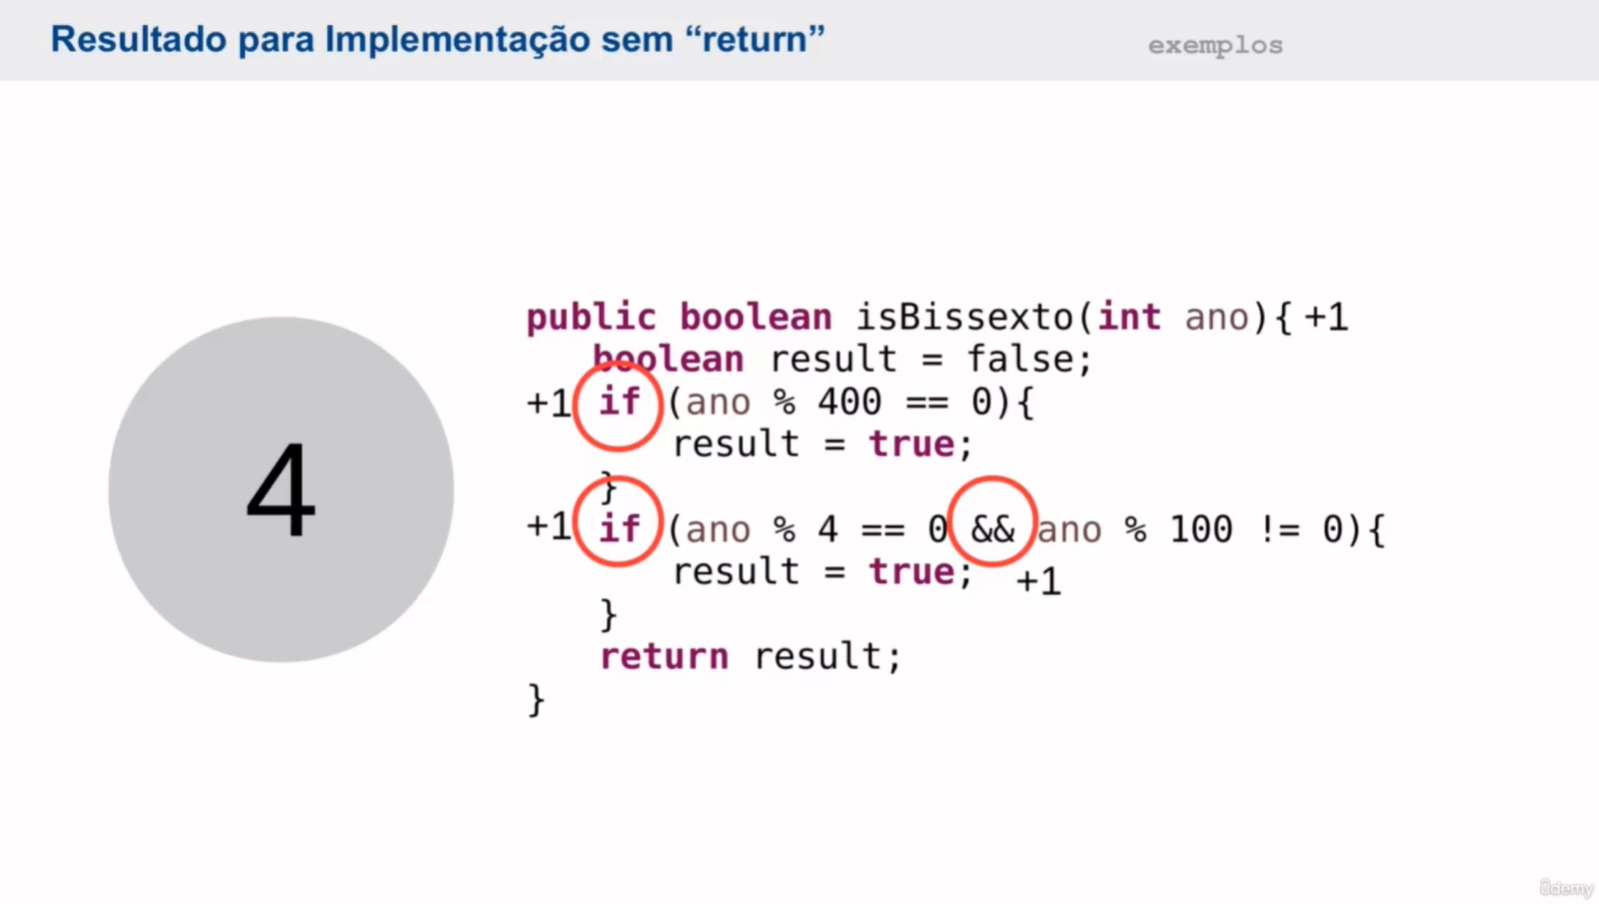 Resultado para Implementação sem “return”
exemplos
4
public boolean isBissexto(int ano){ +1
boolean result = false;
+1 if (ano % 400 == 0){
result = true;
}
+1 if (ano % 4 == 0 && ano % 100 != 0){
result = true; +1
}
return result;
}
ûdemy